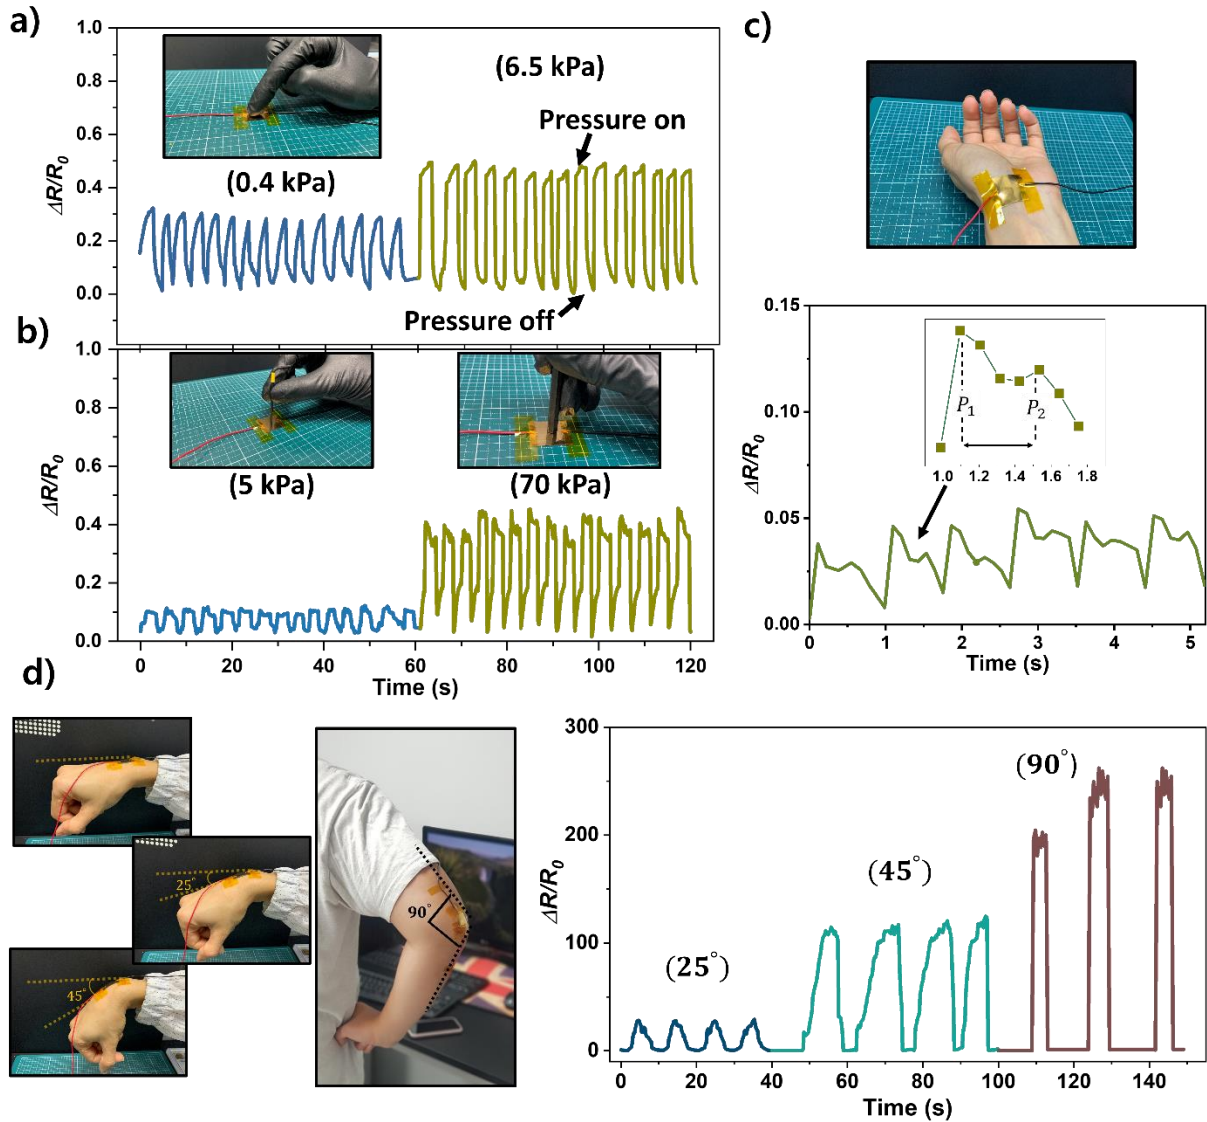 a)
1.0
0.8
0.6
0.4
0.2
0.0
ΔR/R₀
(0.4 kPa)
(6.5 kPa)
Pressure on
Pressure off
b)
1.0
0.8
0.6
0.4
0.2
0.0
ΔR/R₀
(5 kPa)
(70 kPa)
0 20 40 60 80 100 120
Time (s)
c)
0.15
0.10
0.05
0.00
ΔR/R₀
P₁ P₂
1.0 1.2 1.4 1.6 1.8
0 1 2 3 4 5
Time (s)
d)
25°
45°
90°
300
250
200
150
100
50
0
ΔR/R₀
(25°)
(45°)
(90°)
0 20 40 60 80 100 120 140
Time (s)